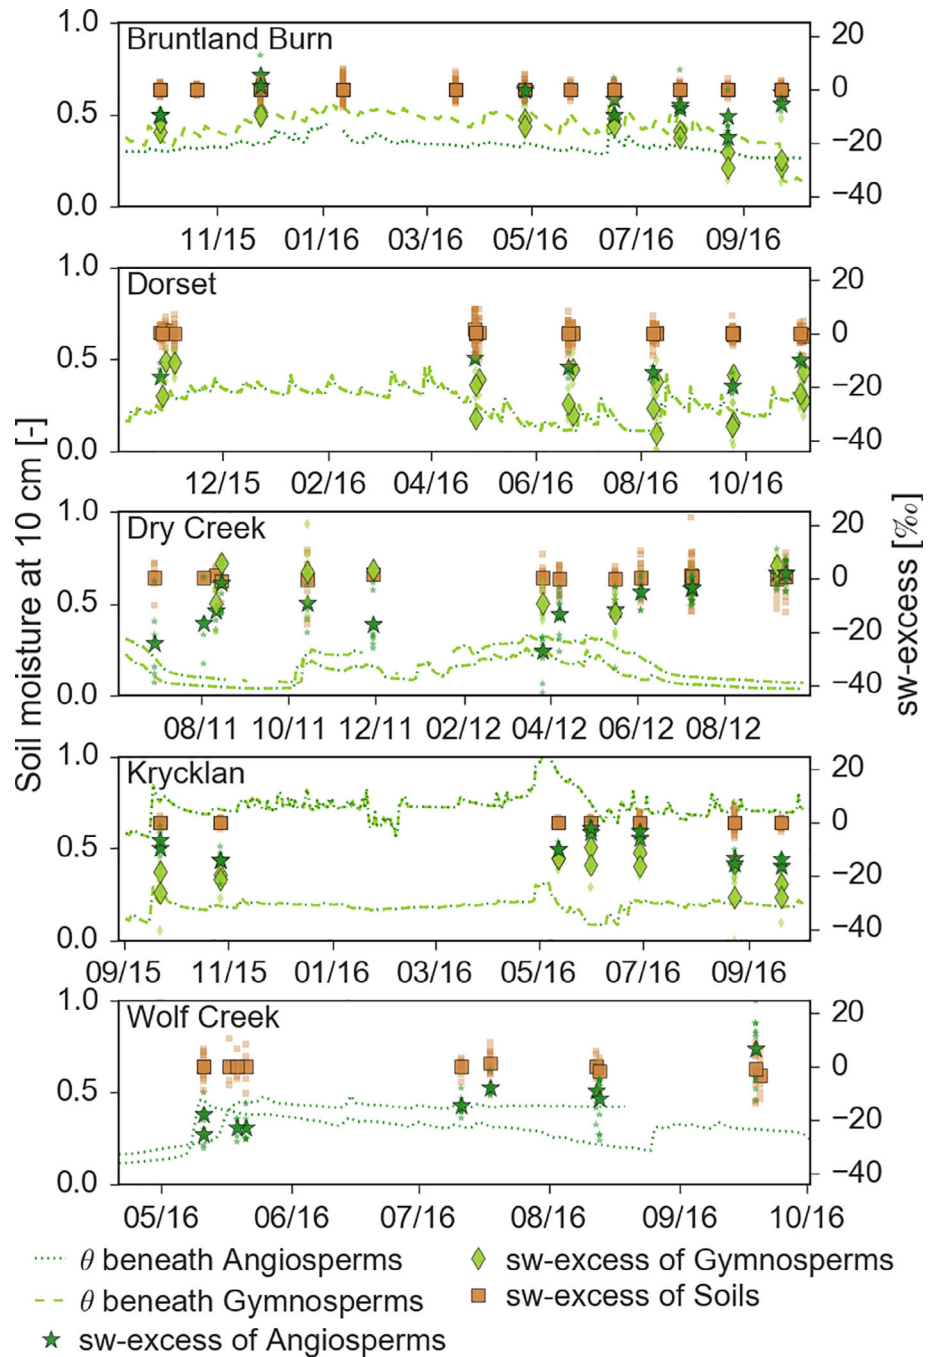 Soil moisture at 10 cm [-]
sw-excess [‰]
1.0
0.5
0.0
Bruntland Burn
20
0
−20
−40
11/15 01/16 03/16 05/16 07/16 09/16
1.0
0.5
0.0
Dorset
20
0
−20
−40
12/15 02/16 04/16 06/16 08/16 10/16
1.0
0.5
0.0
Dry Creek
20
0
−20
−40
08/11 10/11 12/11 02/12 04/12 06/12 08/12
1.0
0.5
0.0
Krycklan
20
0
−20
−40
09/15 11/15 01/16 03/16 05/16 07/16 09/16
1.0
0.5
0.0
Wolf Creek
20
0
−20
−40
05/16 06/16 07/16 08/16 09/16 10/16
θ beneath Angiosperms
θ beneath Gymnosperms
sw-excess of Angiosperms
sw-excess of Gymnosperms
sw-excess of Soils